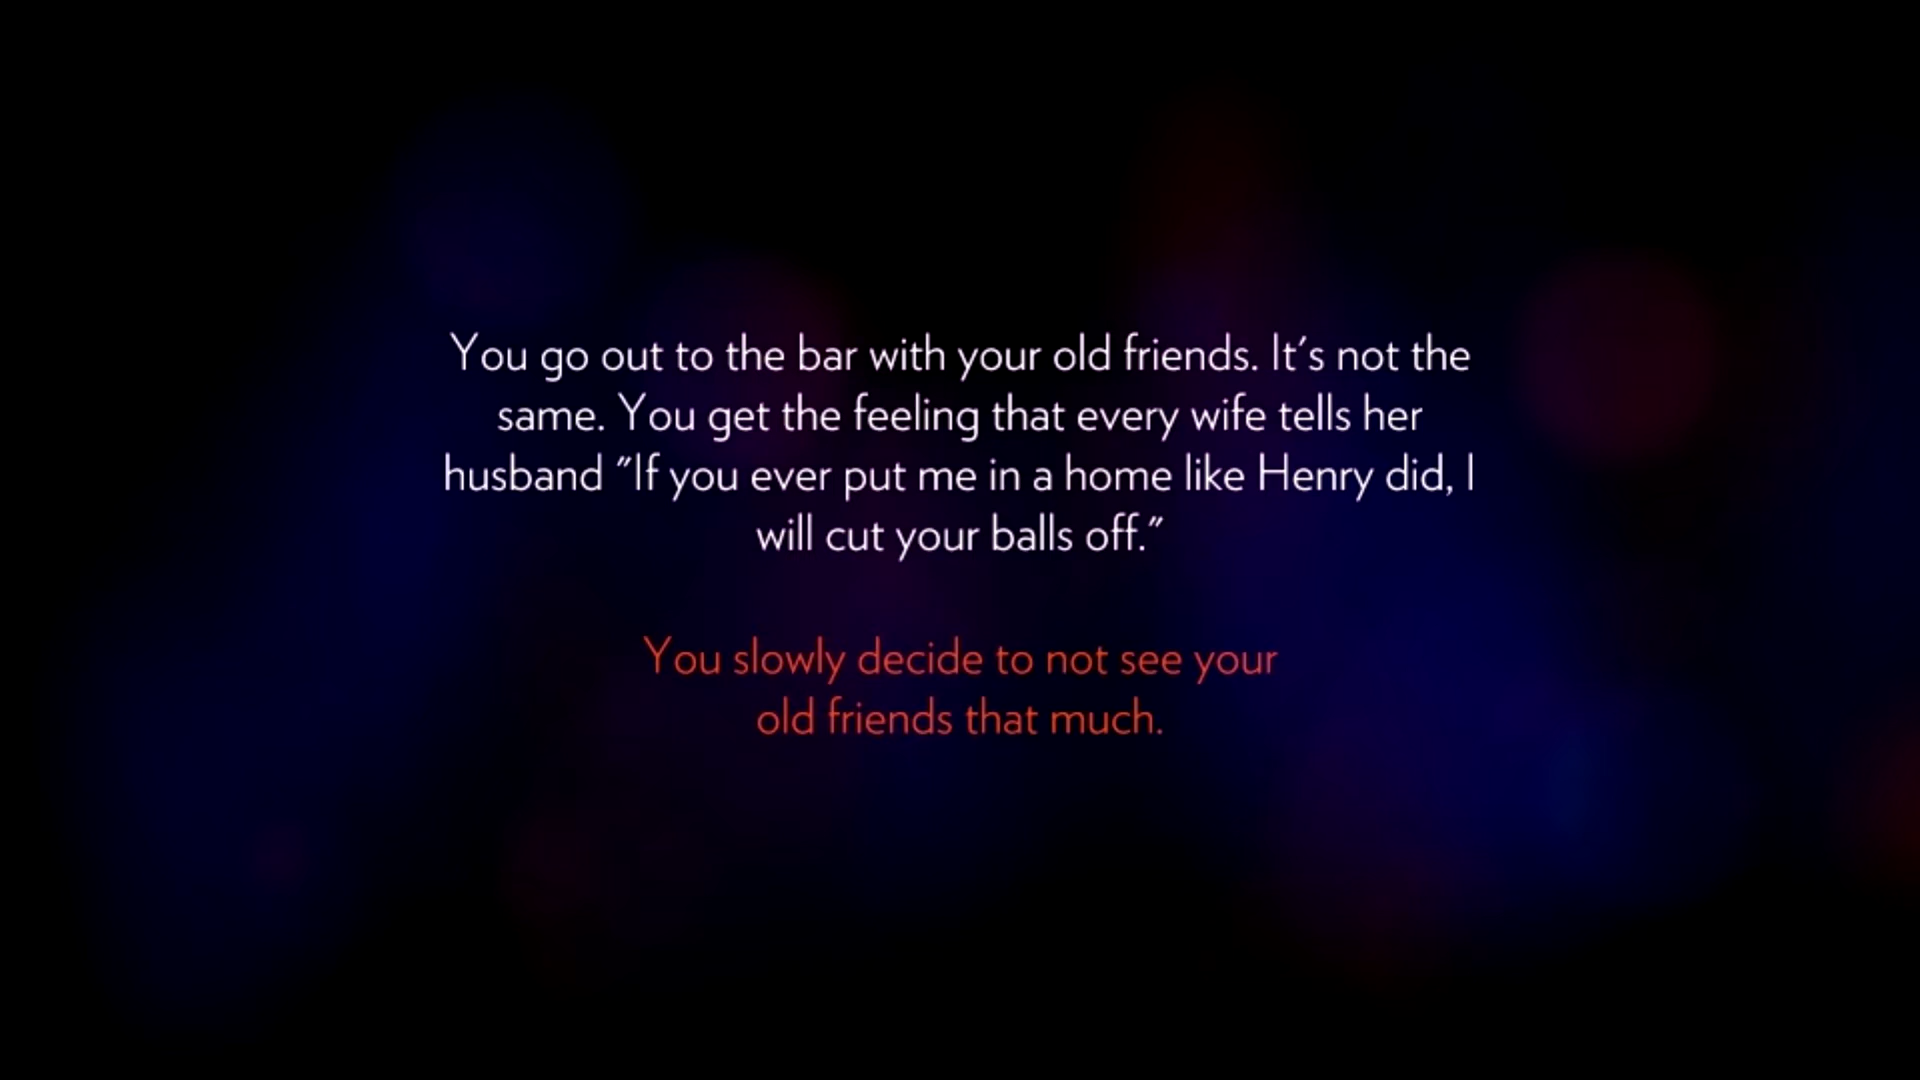 You go out to the bar with your old friends. It's not the
same. You get the feeling that every wife tells her
husband "If you ever put me in a home like Henry did, I
will cut your balls off."
You slowly decide to not see your
old friends that much.